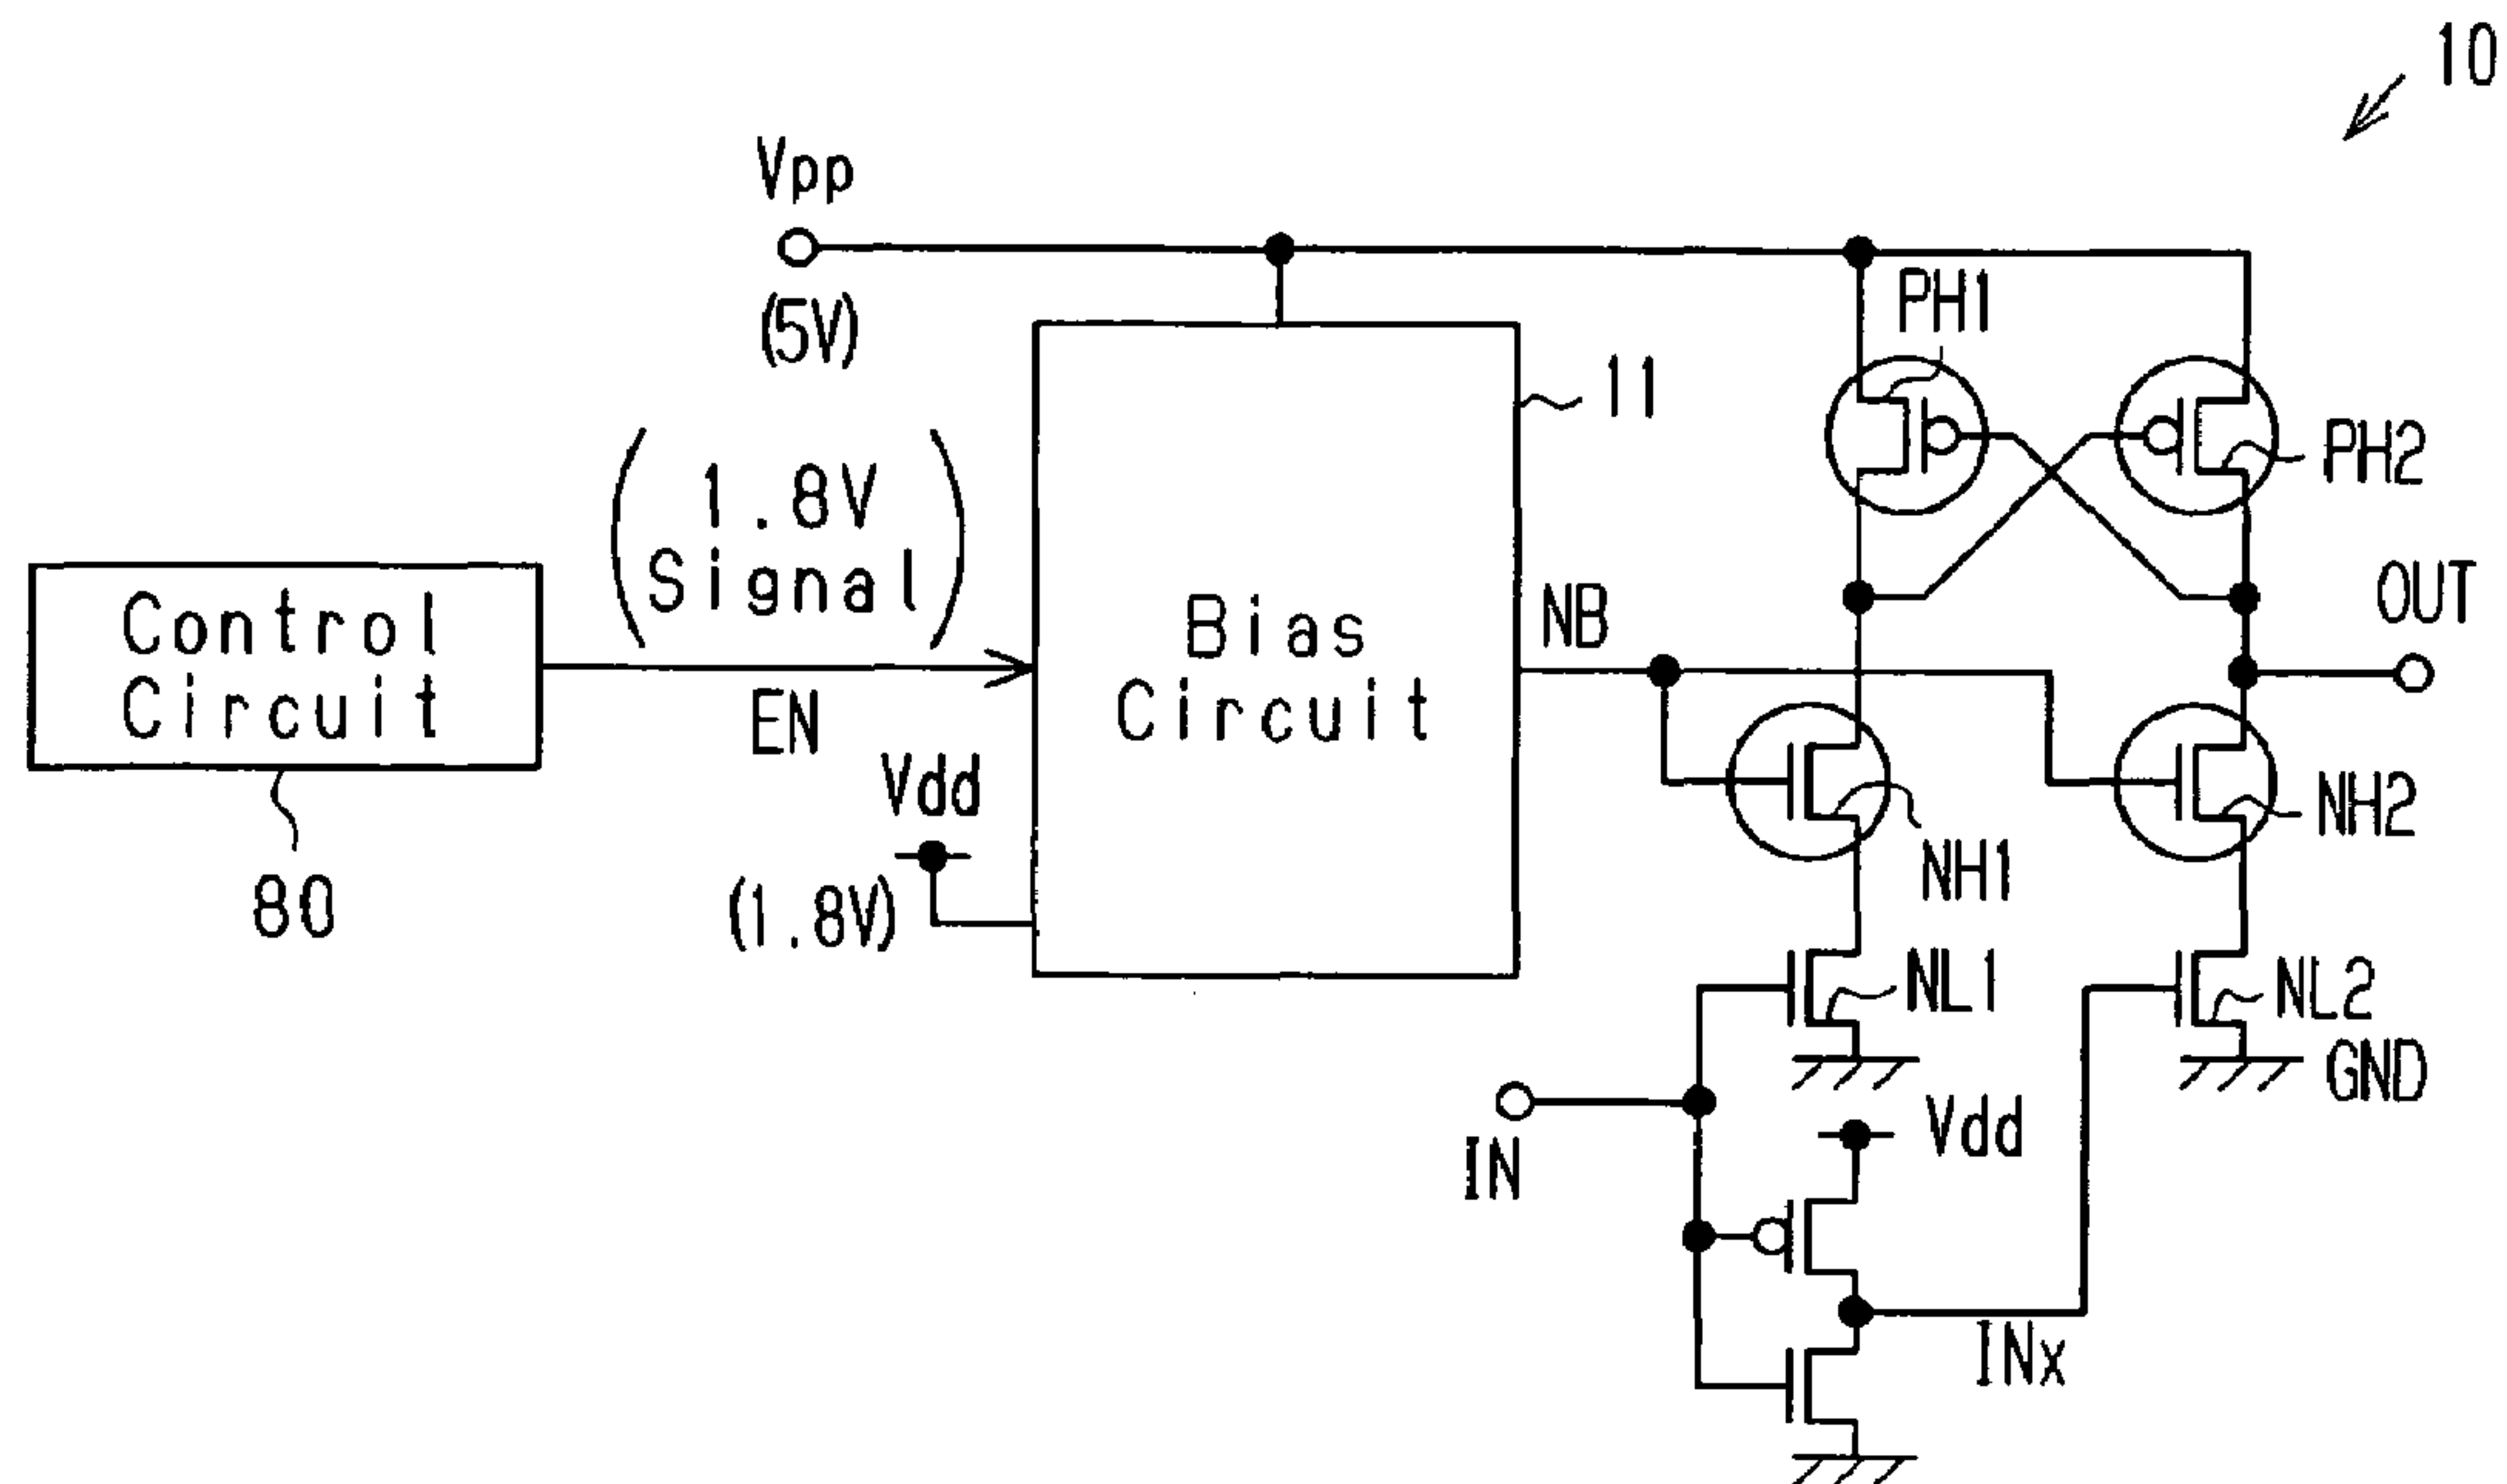 10
Vpp
(5V)
PH1
11
PH2
(1.8V
Signal)
Control
Circuit
EN
80
Bias
Circuit
NB
OUT
Vdd
(1.8V)
NH1
NH2
NL1
NL2
GND
IN
Vdd
INx